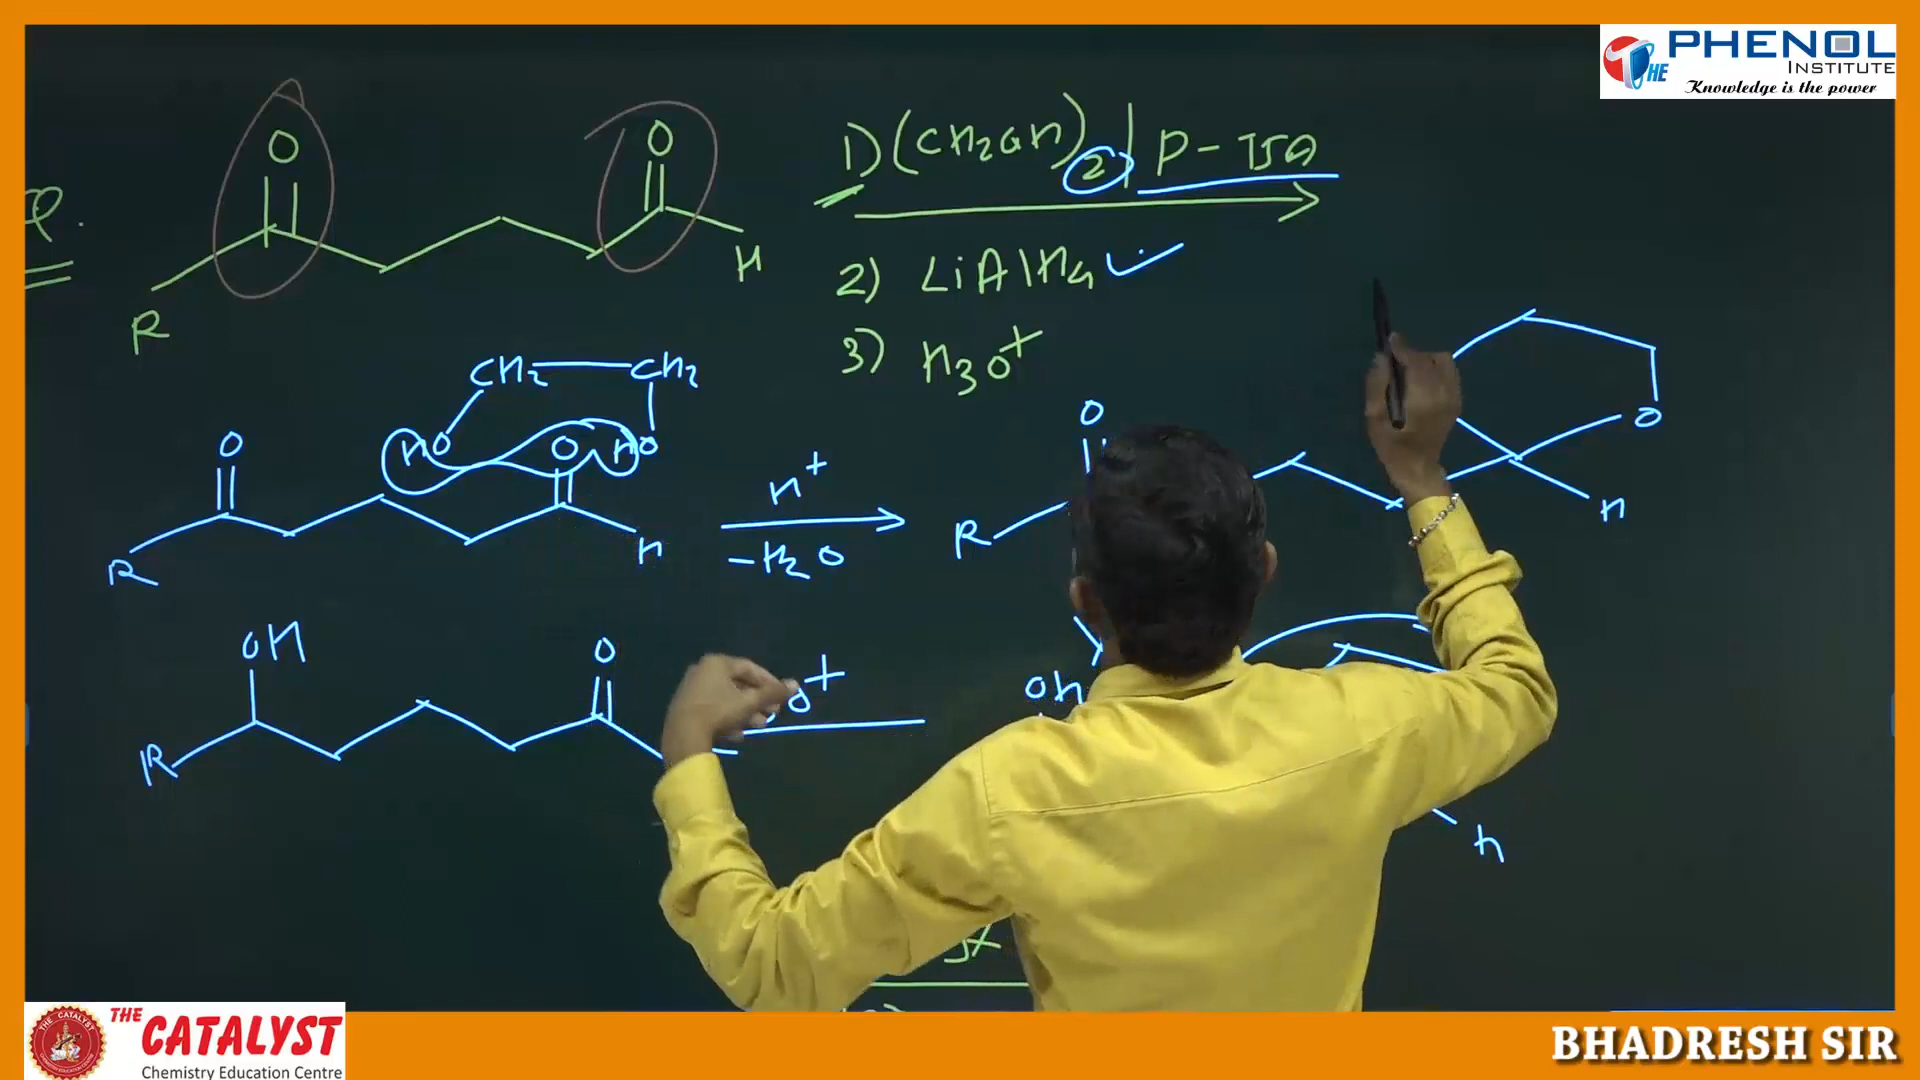 THE PHENOL
INSTITUTE
Knowledge is the power
Q.
O
O
R
H
1) (CH2OH)2 | P-TSA
2) LiAlH4
3) H3O+
CH2 CH2
HO HO
O
O
R
H
H+
-H2O
O
R
O
H
OH
O
R
O+
OH
H
THE
CATALYST
Chemistry Education Centre
BHADRESH SIR